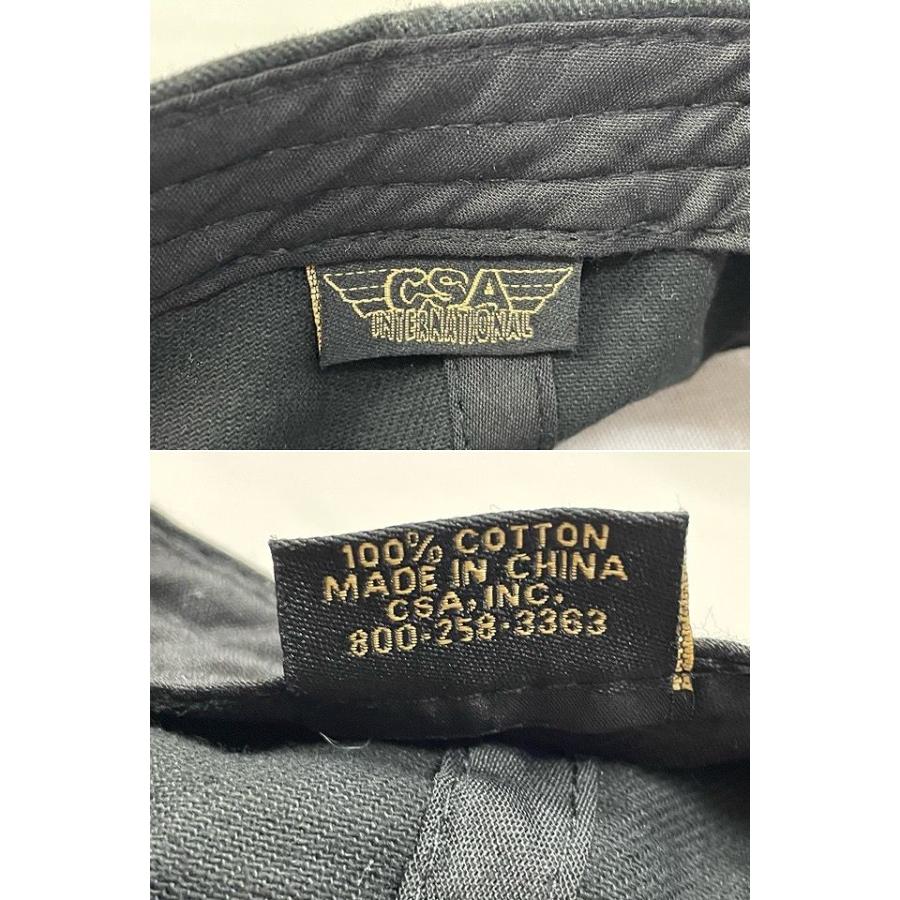 CSA
INTERNATIONAL
100% COTTON
MADE IN CHINA
CSA, INC.
800-258-3363